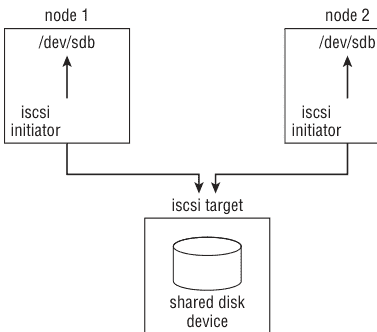 node 1
/dev/sdb
iscsi
initiator
node 2
/dev/sdb
iscsi
initiator
iscsi target
shared disk
device